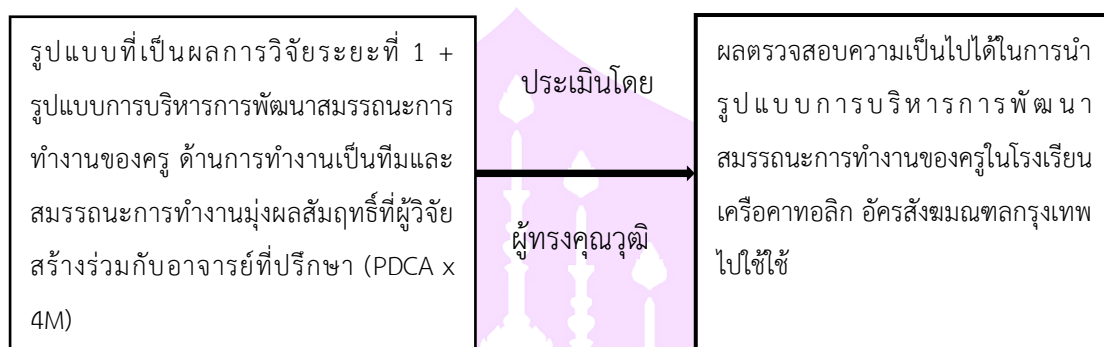 รูปแบบที่เป็นผลการวิจัยระยะที่ 1 +
รูปแบบการบริหารการพัฒนาสมรรถนะการ
ทำงานของครู ด้านการทำงานเป็นทีมและ
สมรรถนะการทำงานมุ่งผลสัมฤทธิ์ที่ผู้วิจัย
สร้างร่วมกับอาจารย์ที่ปรึกษา (PDCA x
4M)
ประเมินโดย
ผู้ทรงคุณวุฒิ
ผลตรวจสอบความเป็นไปได้ในการนำ
รูปแบบการบริหารการพัฒนา
สมรรถนะการทำงานของครูในโรงเรียน
เครือคาทอลิก อัครสังฆมณฑลกรุงเทพ
ไปใช้ใช้